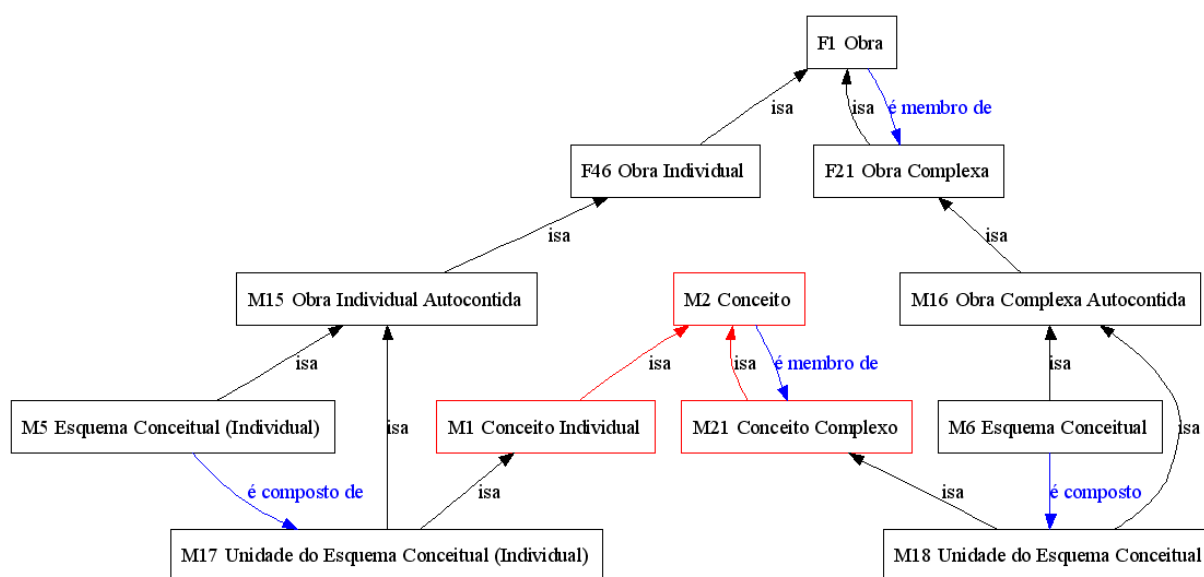 F1 Obra
isa
isa
é membro de
F46 Obra Individual
F21 Obra Complexa
isa
isa
M15 Obra Individual Autocontida
M2 Conceito
M16 Obra Complexa Autocontida
isa
isa
isa
isa
é membro de
isa
isa
M5 Esquema Conceitual (Individual)
M1 Conceito Individual
M21 Conceito Complexo
M6 Esquema Conceitual
é composto de
isa
isa
é composto
M17 Unidade do Esquema Conceitual (Individual)
M18 Unidade do Esquema Conceitual